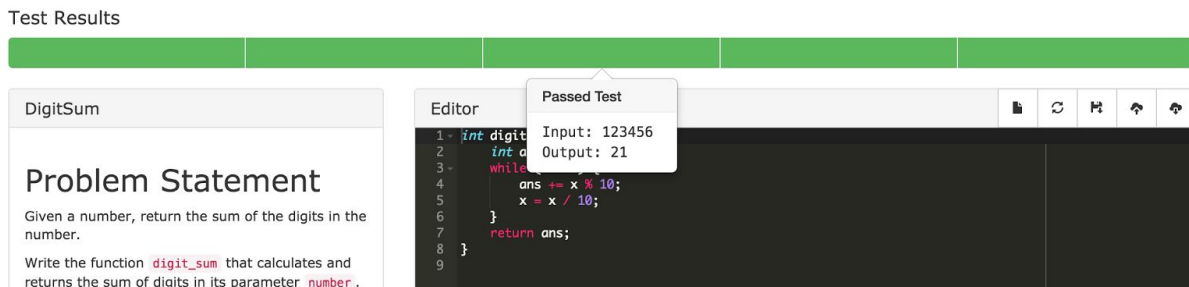 Test Results
DigitSum
Problem Statement
Given a number, return the sum of the digits in the
number.
Write the function digit_sum that calculates and
returns the sum of digits in its parameter number.
Editor
Passed Test
Input: 123456
Output: 21
1 int digit
2 int a
3 while
4 ans += x % 10;
5 x = x / 10;
6 }
7 return ans;
8 }
9